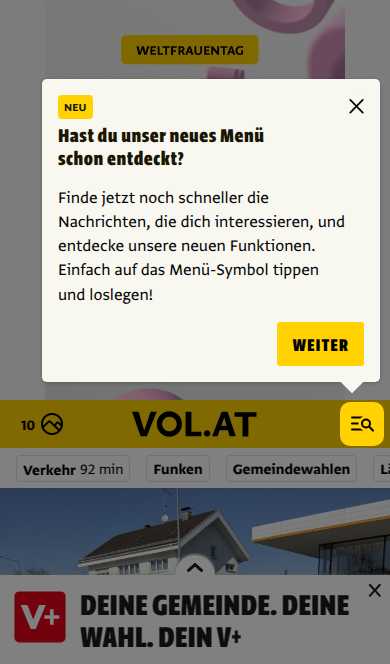 WELTFRAUENTAG
NEU
Hast du unser neues Menü
schon entdeckt?
Finde jetzt noch schneller die
Nachrichten, die dich interessieren, und
entdecke unsere neuen Funktionen.
Einfach auf das Menü-Symbol tippen
und loslegen!
WEITER
10 VOL.AT
Verkehr 92 min Funken Gemeindewahlen
V+ DEINE GEMEINDE. DEINE
WAHL. DEIN V+